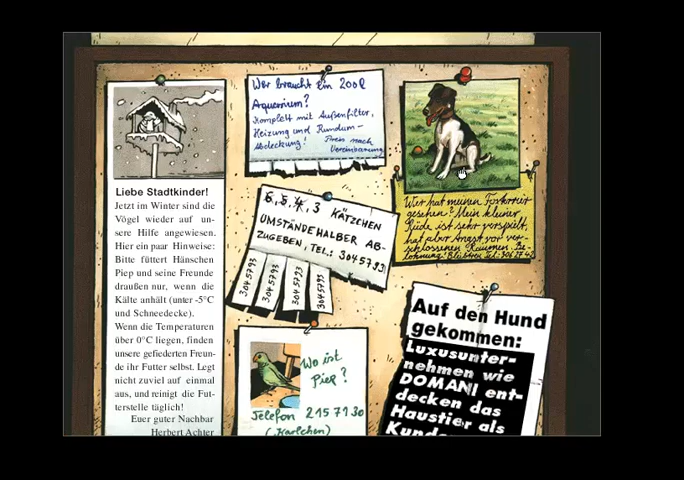 Liebe Stadtkinder!
Jetzt im Winter sind die
Vögel wieder auf un-
sere Hilfe angewiesen.
Hier ein paar Hinweise:
Bitte füttert Hänschen
Piep und seine Freunde
draußen nur, wenn die
Kälte anhält (unter -5°C
und Schneedecke).
Wenn die Temperaturen
über 0°C liegen, finden
unsere gefiederten Freun-
de ihr Futter selbst. Legt
nicht zuviel auf einmal
aus, und reinigt die Fut-
terstelle täglich!
Euer guter Nachbar
Herbert Achter
Wer braucht ein 200l
Aquarium?
Komplett mit Außenfilter,
Heizung und Rundum-
abdeckung! Preis nach
Vereinbarung
6, 5, 4, 3 KÄTZCHEN
UMSTÄNDEHALBER AB-
ZUGEBEN, TEL.: 3045793
3045793
3045793
3045793
3045793
Wo ist
Piep?
Telefon 2157130
(Karlchen)
Wer hat meinen Foxterrier
gesehen? Mein kleiner
Rüde ist sehr verspielt,
hat aber Angst vor ver-
schlossenen Räumen. Be-
lohnung! Tel.:
Auf den Hund
gekommen:
Luxusunter-
nehmen wie
DOMANI ent-
decken das
Haustier als